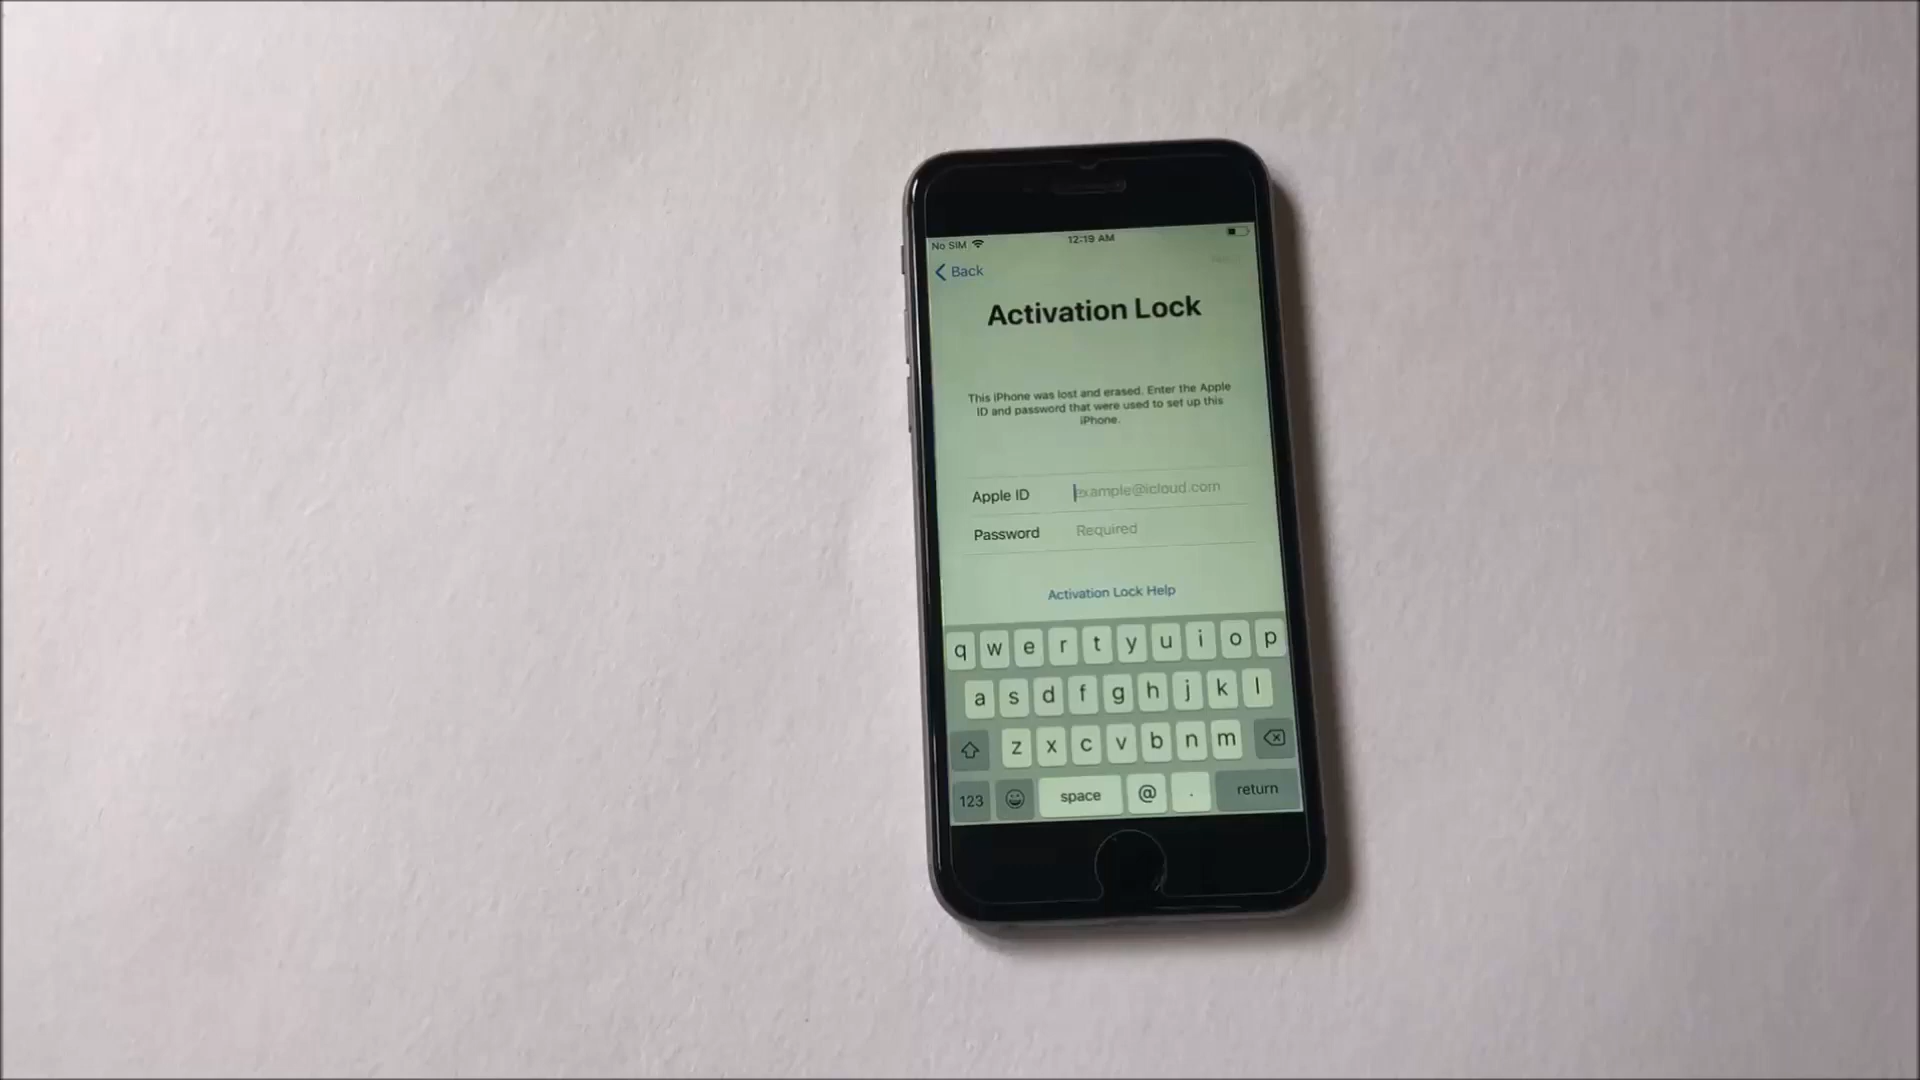 No SIM 12:19 AM
Back
Activation Lock
This iPhone was lost and erased. Enter the Apple
ID and password that were used to set up this
iPhone.
Apple ID example@icloud.com
Password Required
Activation Lock Help
q w e r t y u i o p
a s d f g h j k l
z x c v b n m
123 space @ . return